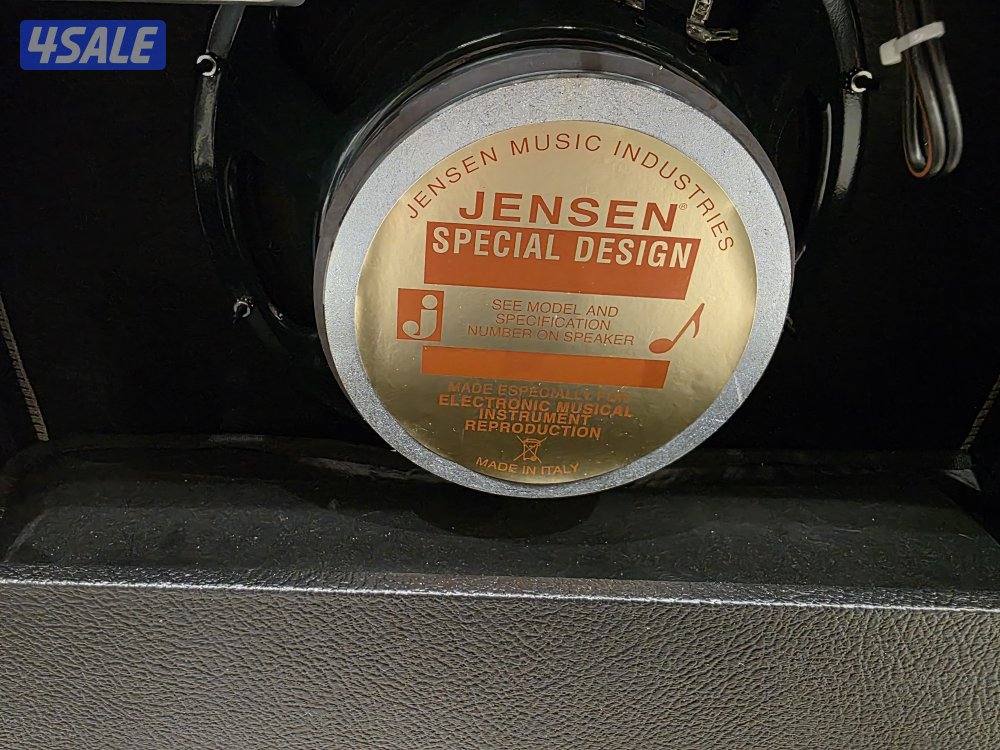 4SALE
JENSEN MUSIC INDUSTRIES
JENSEN®
SPECIAL DESIGN
j
SEE MODEL AND
SPECIFICATION
NUMBER ON SPEAKER
MADE ESPECIALLY FOR
ELECTRONIC MUSICAL
INSTRUMENT
REPRODUCTION
MADE IN ITALY